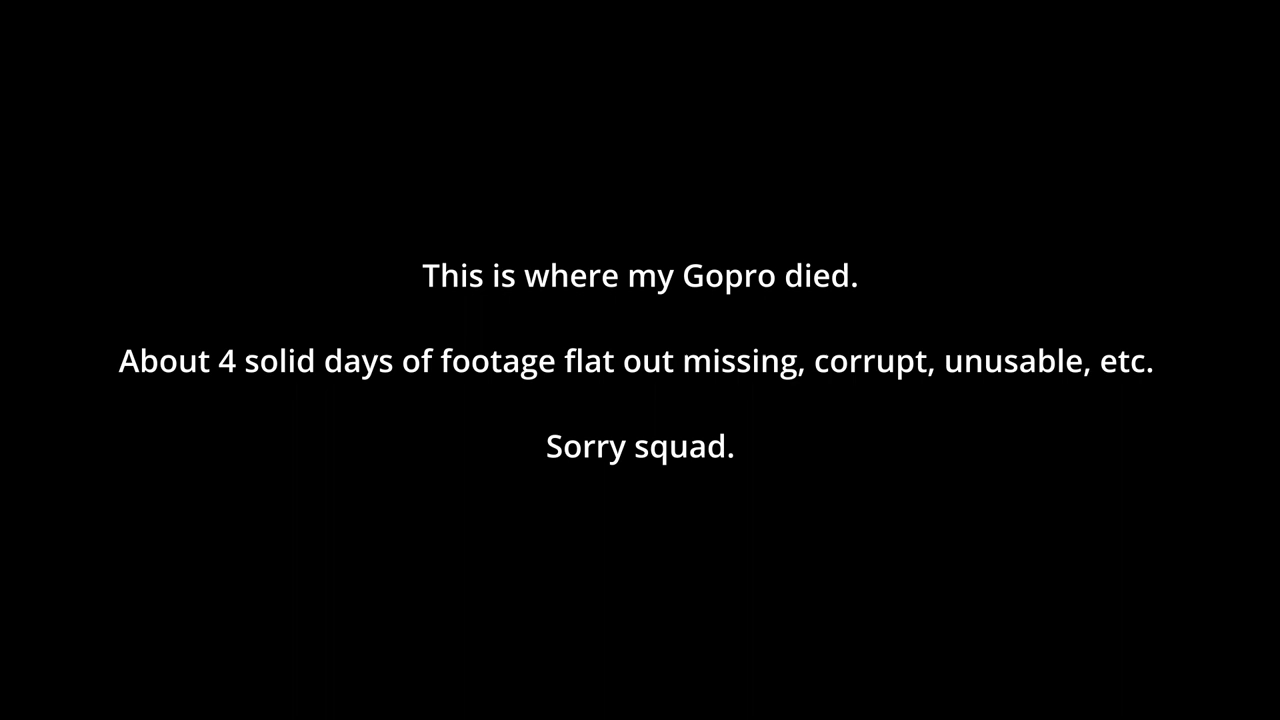 This is where my Gopro died.
About 4 solid days of footage flat out missing, corrupt, unusable, etc.
Sorry squad.